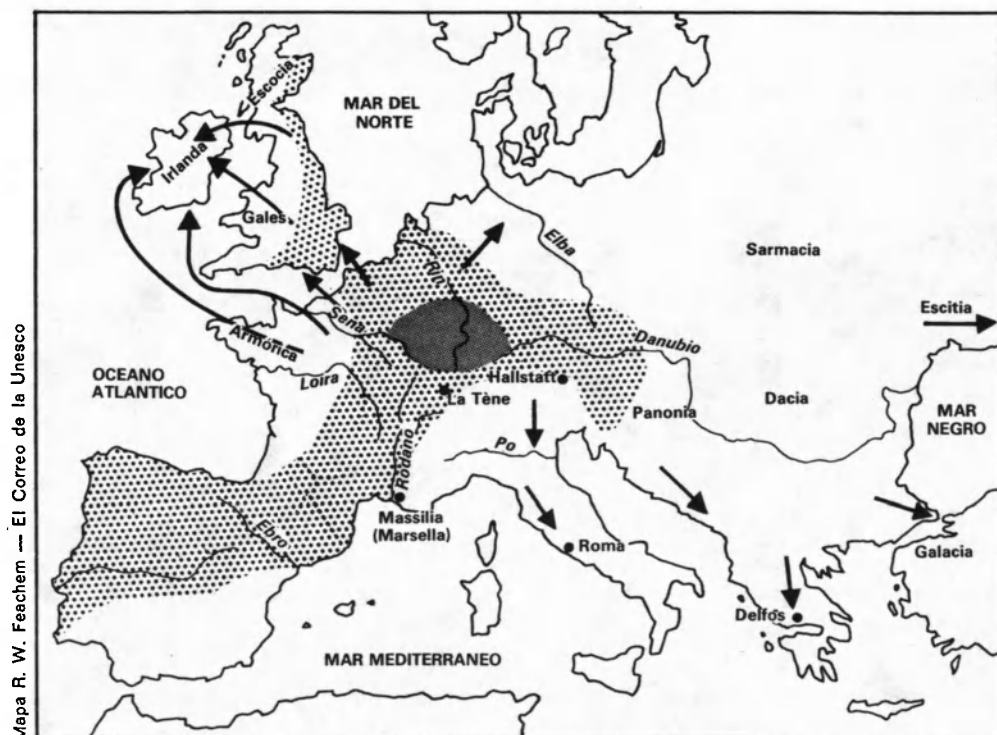 Escocia
MAR DEL
NORTE
Irlanda
Gales
Elba
Rin
Sarmacia
Escitia
Sena
Armórica
OCEANO
ATLANTICO
Loira
Danubio
Hallstatt
La Tène
Panonia
Dacia
MAR
NEGRO
Po
Ródano
Massilia
(Marsella)
Ebro
Roma
Galacia
Delfos
MAR MEDITERRANEO
Mapa R. W. Feachem — El Correo de la Unesco